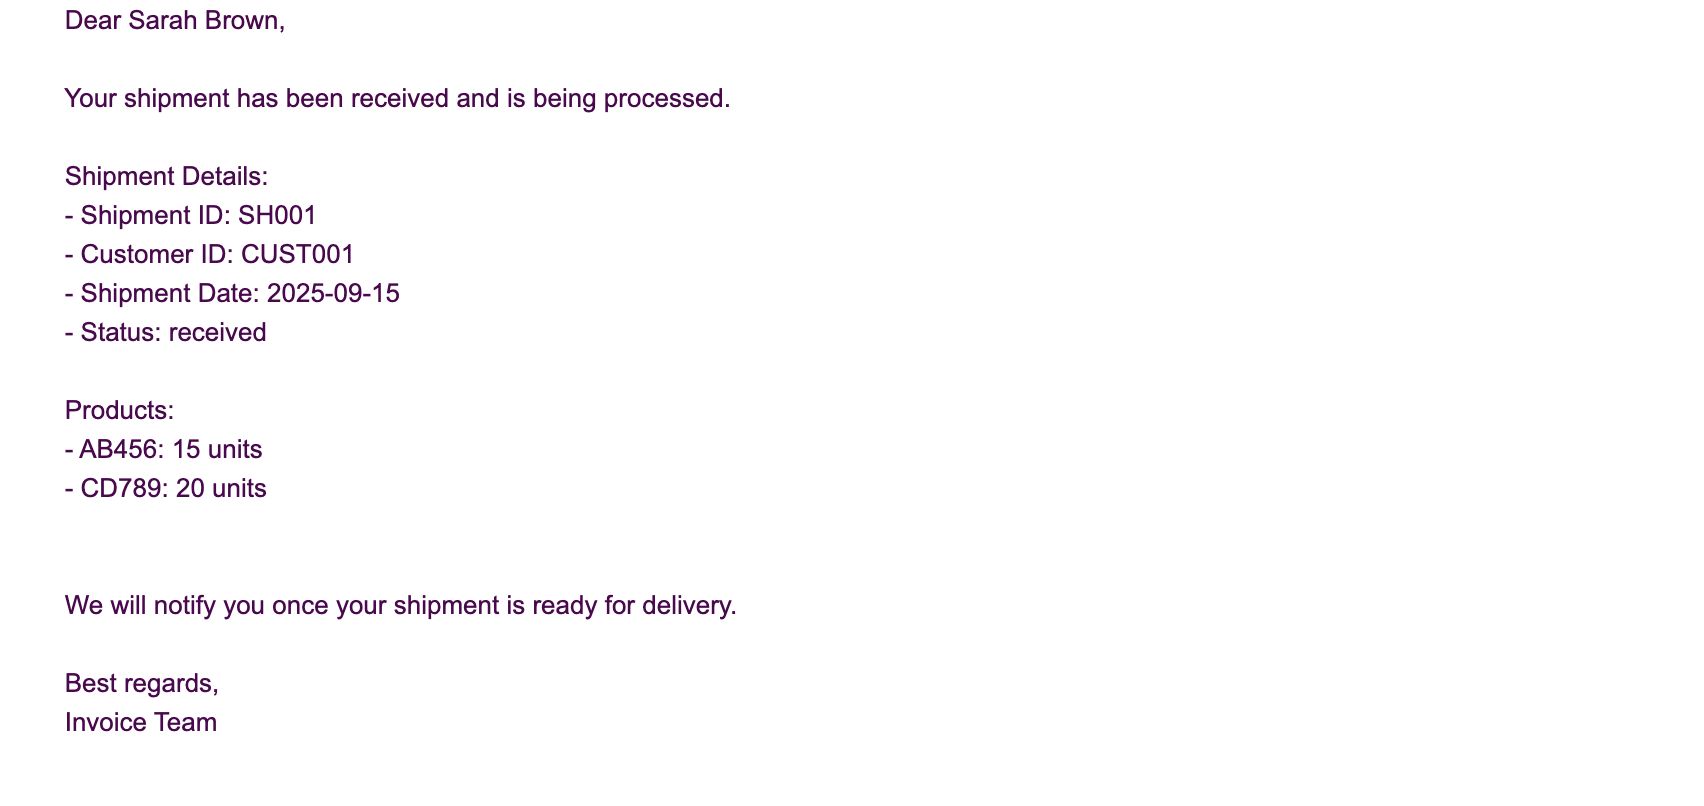 Dear Sarah Brown,
Your shipment has been received and is being processed.
Shipment Details:
- Shipment ID: SH001
- Customer ID: CUST001
- Shipment Date: 2025-09-15
- Status: received
Products:
- AB456: 15 units
- CD789: 20 units
We will notify you once your shipment is ready for delivery.
Best regards,
Invoice Team